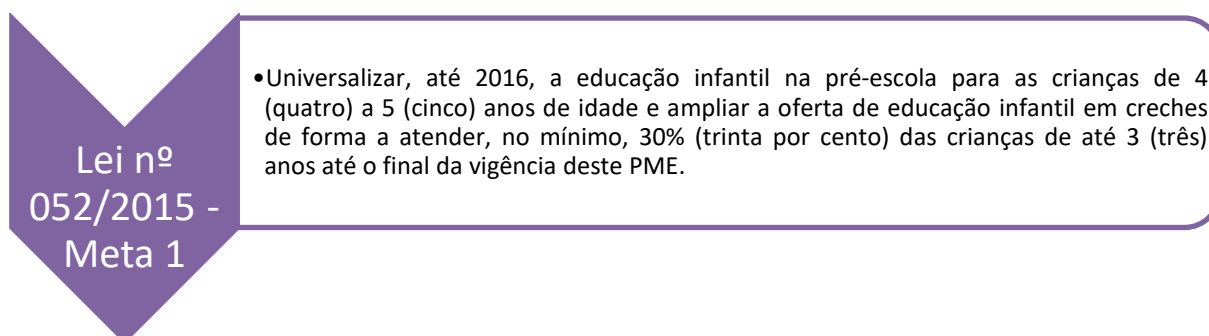 Lei nº
052/2015 -
Meta 1
•Universalizar, até 2016, a educação infantil na pré-escola para as crianças de 4
(quatro) a 5 (cinco) anos de idade e ampliar a oferta de educação infantil em creches
de forma a atender, no mínimo, 30% (trinta por cento) das crianças de até 3 (três)
anos até o final da vigência deste PME.